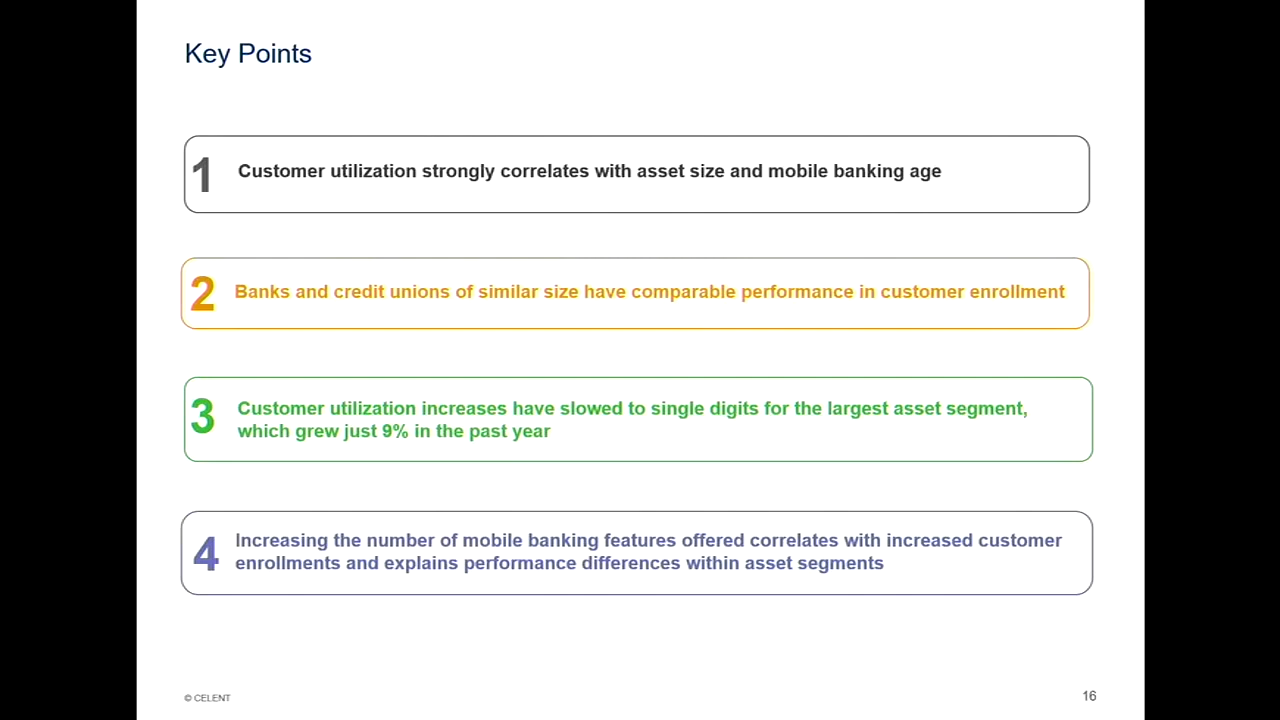 Key Points
1
Customer utilization strongly correlates with asset size and mobile banking age
2
Banks and credit unions of similar size have comparable performance in customer enrollment
3
Customer utilization increases have slowed to single digits for the largest asset segment,
which grew just 9% in the past year
4
Increasing the number of mobile banking features offered correlates with increased customer
enrollments and explains performance differences within asset segments
© CELENT
16